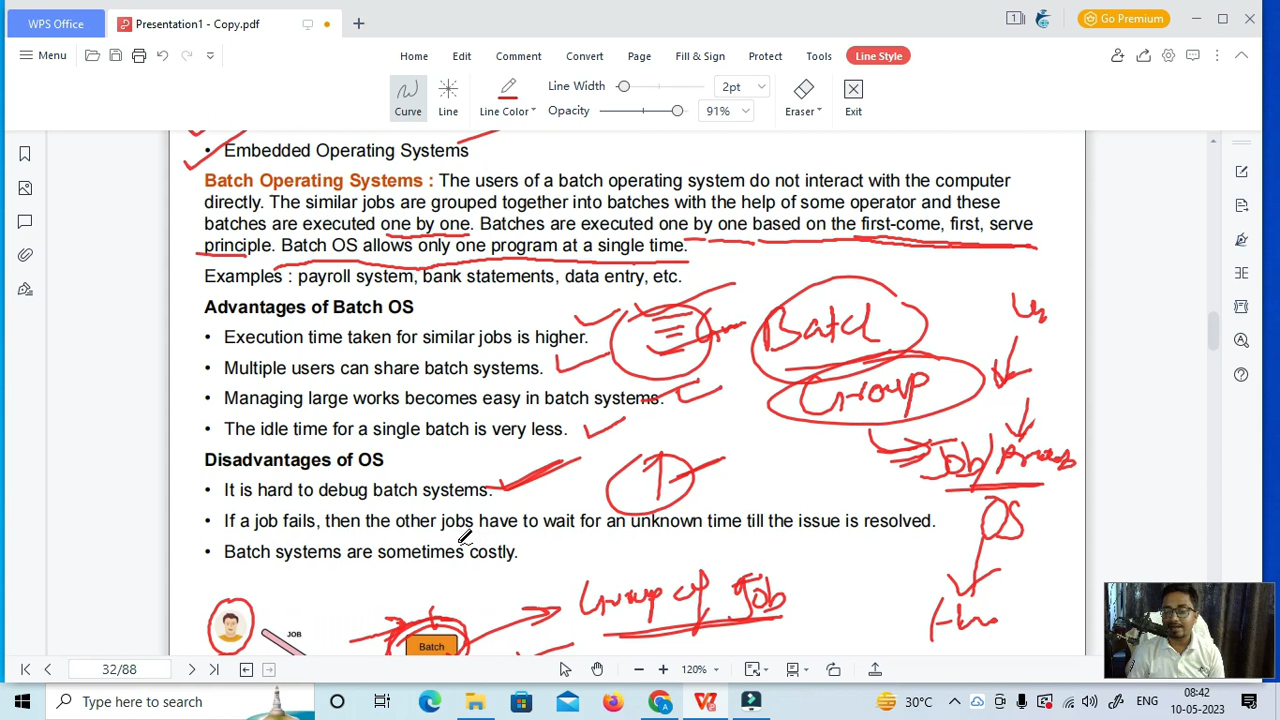 WPS Office
Presentation1 - Copy.pdf
1
Go Premium
Menu
Home
Edit
Comment
Convert
Page
Fill & Sign
Protect
Tools
Line Style
Curve
Line
Line Color
Line Width
2pt
Opacity
91%
Eraser
Exit
• Embedded Operating Systems
Batch Operating Systems : The users of a batch operating system do not interact with the computer
directly. The similar jobs are grouped together into batches with the help of some operator and these
batches are executed one by one. Batches are executed one by one based on the first-come, first, serve
principle. Batch OS allows only one program at a single time.
Examples : payroll system, bank statements, data entry, etc.
Advantages of Batch OS
• Execution time taken for similar jobs is higher.
• Multiple users can share batch systems.
• Managing large works becomes easy in batch systems.
• The idle time for a single batch is very less.
Batch
Group
Job/
OS
Disadvantages of OS
• It is hard to debug batch systems.
• If a job fails, then the other jobs have to wait for an unknown time till the issue is resolved.
• Batch systems are sometimes costly.
Group of Job
JOB
Batch
32/88
120%
Type here to search
30°C
ENG
08:42
10-05-2023